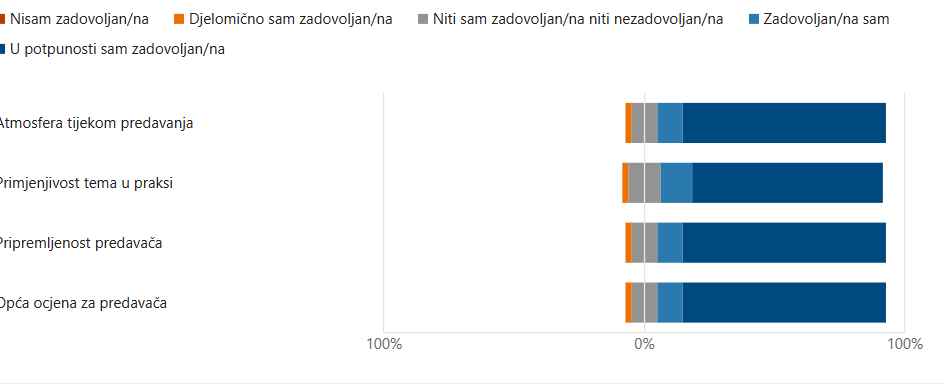 Nisam zadovoljan/na Djelomično sam zadovoljan/na Niti sam zadovoljan/na niti nezadovoljan/na Zadovoljan/na sam
U potpunosti sam zadovoljan/na
Atmosfera tijekom predavanja
Primjenjivost tema u praksi
Pripremljenost predavača
Opća ocjena za predavača
100% 0% 100%